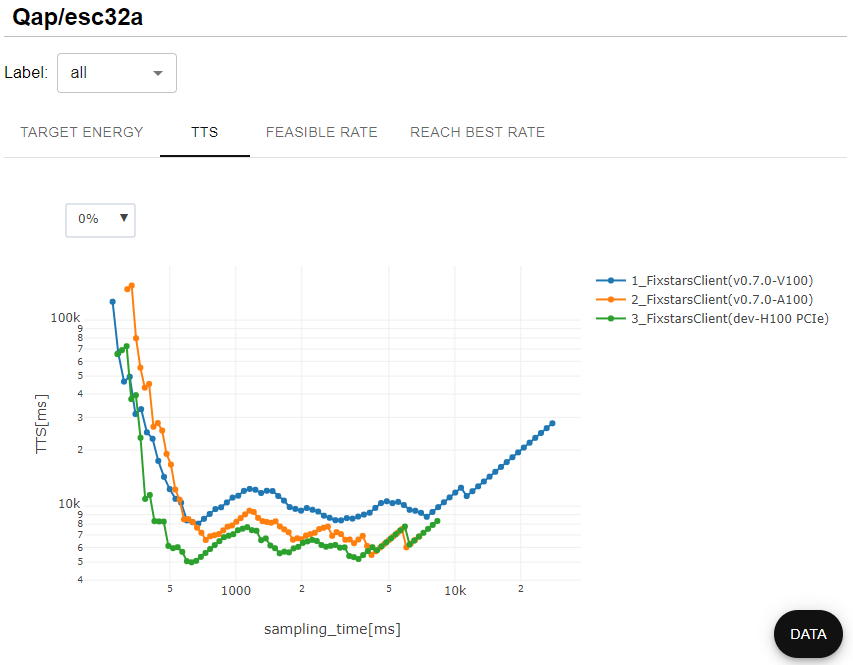 Qap/esc32a
Label: all
TARGET ENERGY TTS FEASIBLE RATE REACH BEST RATE
0%
1_FixstarsClient(v0.7.0-V100)
2_FixstarsClient(v0.7.0-A100)
3_FixstarsClient(dev-H100 PCIe)
100k
9
8
7
6
5
4
3
2
10k
9
8
7
6
5
4
TTS[ms]
5 1000 2 5 10k 2
sampling_time[ms]
DATA